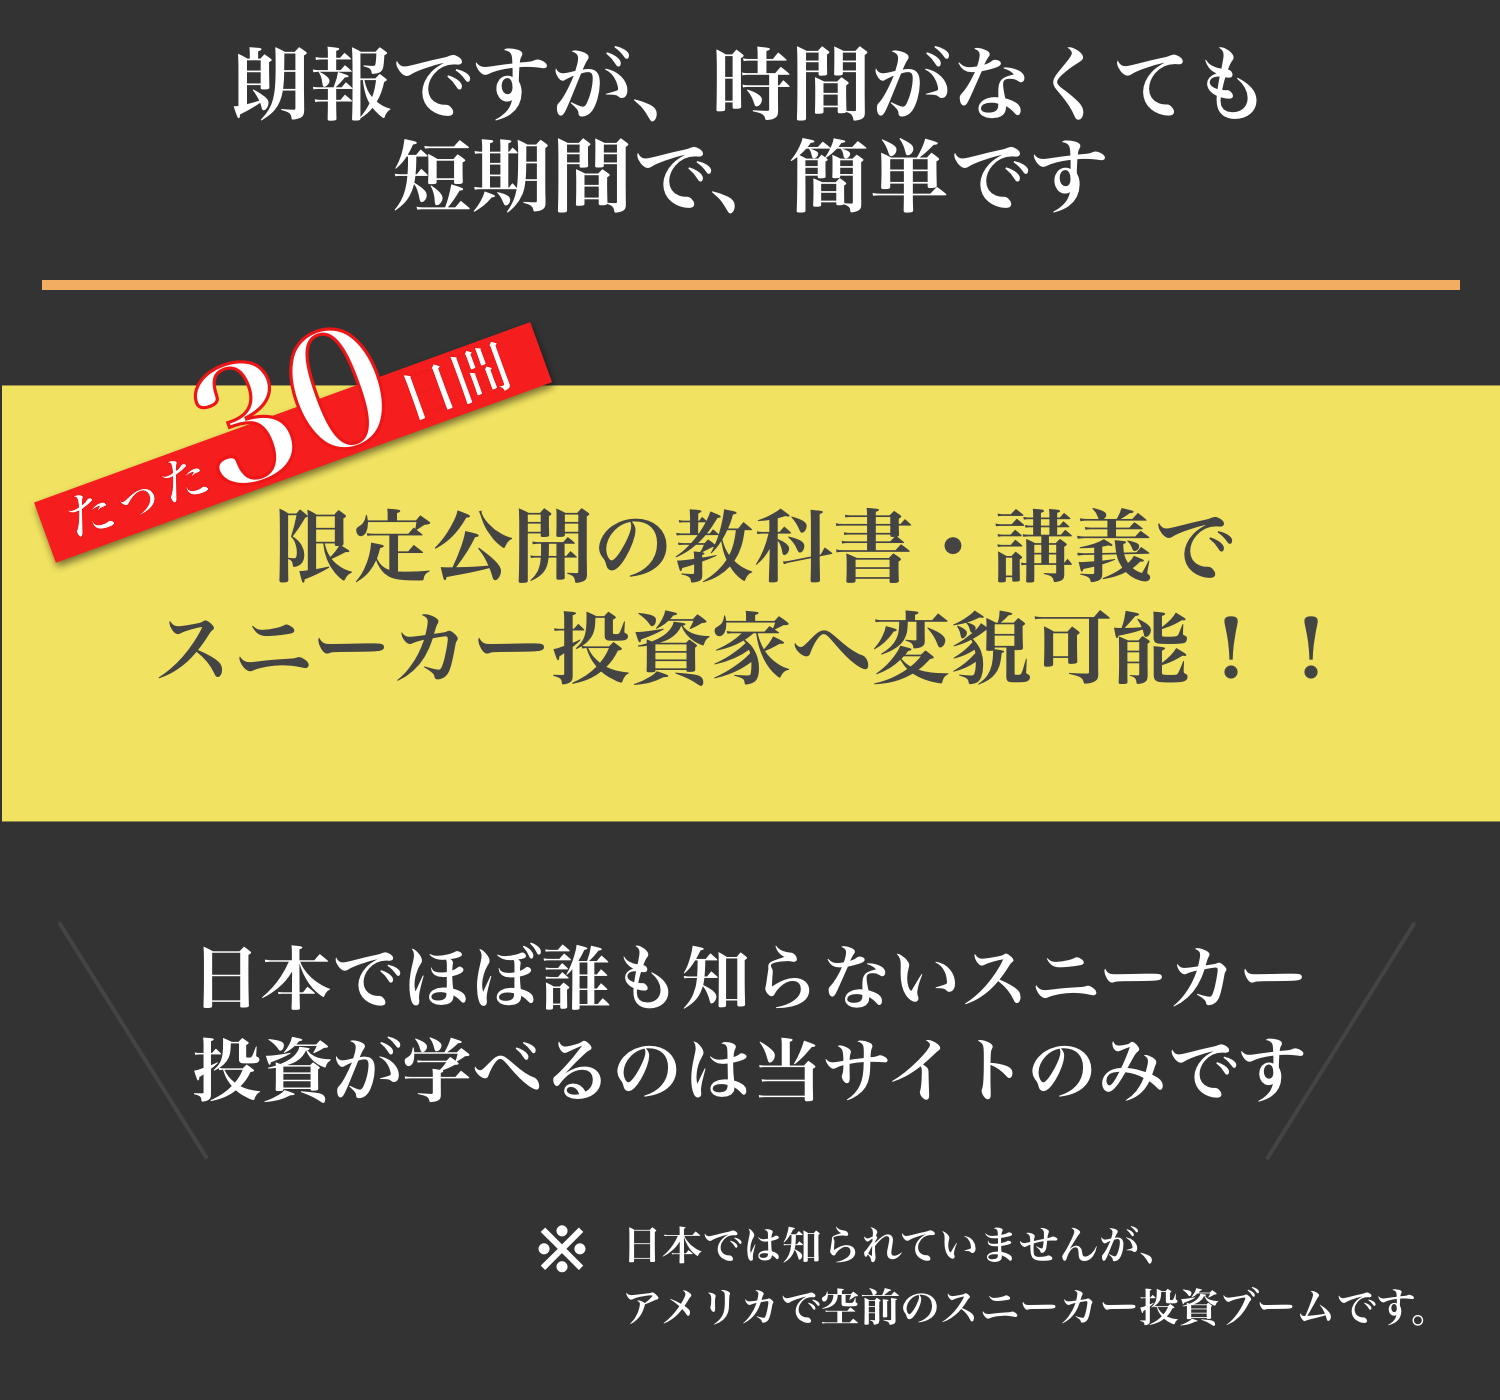 朗報ですが、時間がなくても
短期間で、簡単です
たった30日間
限定公開の教科書・講義で
スニーカー投資家へ変貌可能！！
日本でほぼ誰も知らないスニーカー
投資が学べるのは当サイトのみです
※ 日本では知られていませんが、
アメリカで空前のスニーカー投資ブームです。